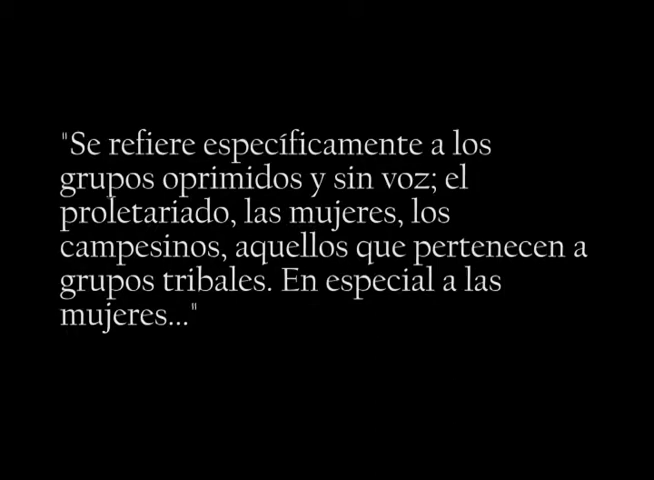 "Se refiere específicamente a los
grupos oprimidos y sin voz; el
proletariado, las mujeres, los
campesinos, aquellos que pertenecen a
grupos tribales. En especial a las
mujeres..."